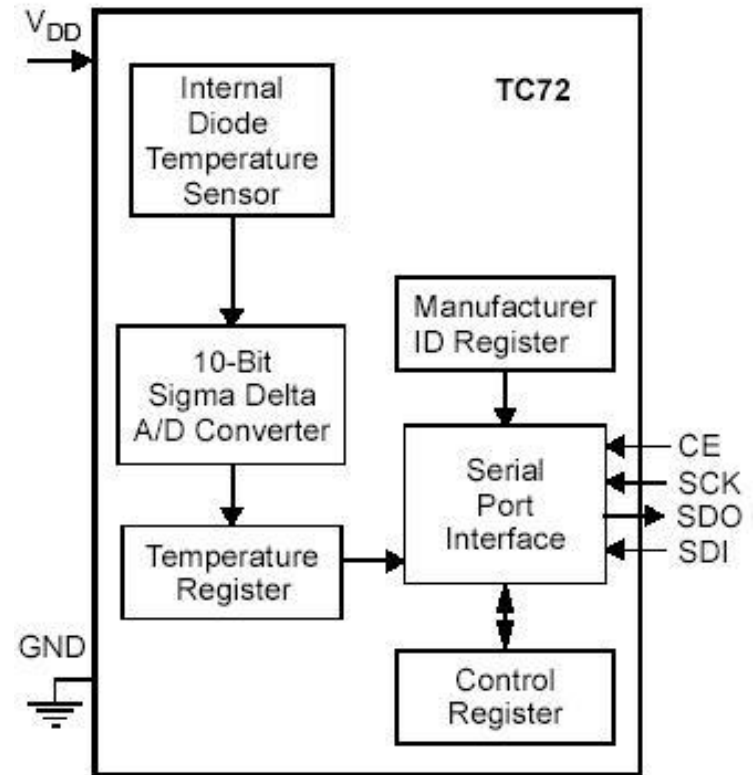 VDD
Internal
Diode
Temperature
Sensor
TC72
10-Bit
Sigma Delta
A/D Converter
Manufacturer
ID Register
Serial
Port
Interface
CE
SCK
SDO
SDI
Temperature
Register
GND
Control
Register